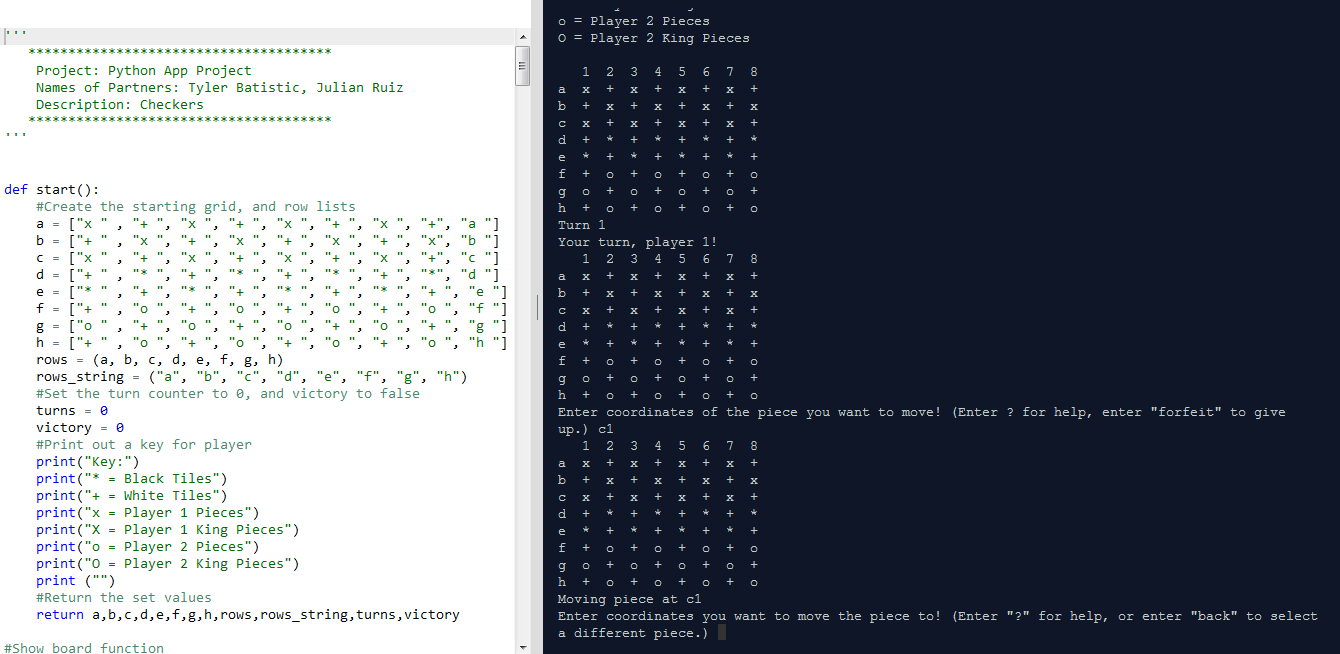 '''
***************************************
Project: Python App Project
Names of Partners: Tyler Batistic, Julian Ruiz
Description: Checkers
***************************************
'''
def start():
#Create the starting grid, and row lists
a = ["x " , "+ ", "x ", "+ ", "x ", "+ ", "x ", "+", "a "]
b = ["+ " , "x ", "+ ", "x ", "+ ", "x ", "+ ", "x", "b "]
c = ["x " , "+ ", "x ", "+ ", "x ", "+ ", "x ", "+", "c "]
d = ["+ " , "* ", "+ ", "* ", "+ ", "* ", "+ ", "*", "d "]
e = ["* " , "+ ", "* ", "+ ", "* ", "+ ", "* ", "+ ", "e "]
f = ["+ " , "o ", "+ ", "o ", "+ ", "o ", "+ ", "o ", "f "]
g = ["o " , "+ ", "o ", "+ ", "o ", "+ ", "o ", "+ ", "g "]
h = ["+ " , "o ", "+ ", "o ", "+ ", "o ", "+ ", "o ", "h "]
rows = (a, b, c, d, e, f, g, h)
rows_string = ("a", "b", "c", "d", "e", "f", "g", "h")
#Set the turn counter to 0, and victory to false
turns = 0
victory = 0
#Print out a key for player
print("Key:")
print("* = Black Tiles")
print("+ = White Tiles")
print("x = Player 1 Pieces")
print("X = Player 1 King Pieces")
print("o = Player 2 Pieces")
print("O = Player 2 King Pieces")
print ("")
#Return the set values
return a,b,c,d,e,f,g,h,rows,rows_string,turns,victory
#Show board function
o = Player 2 Pieces
O = Player 2 King Pieces
1 2 3 4 5 6 7 8
a x + x + x + x +
b + x + x + x + x
c x + x + x + x +
d + * + * + * + *
e * + * + * + * +
f + o + o + o + o
g o + o + o + o +
h + o + o + o + o
Turn 1
Your turn, player 1!
1 2 3 4 5 6 7 8
a x + x + x + x +
b + x + x + x + x
c x + x + x + x +
d + * + * + * + *
e * + * + * + * +
f + o + o + o + o
g o + o + o + o +
h + o + o + o + o
Enter coordinates of the piece you want to move! (Enter ? for help, enter "forfeit" to give
up.) c1
1 2 3 4 5 6 7 8
a x + x + x + x +
b + x + x + x + x
c x + x + x + x +
d + * + * + * + *
e * + * + * + * +
f + o + o + o + o
g o + o + o + o +
h + o + o + o + o
Moving piece at c1
Enter coordinates you want to move the piece to! (Enter "?" for help, or enter "back" to select
a different piece.)